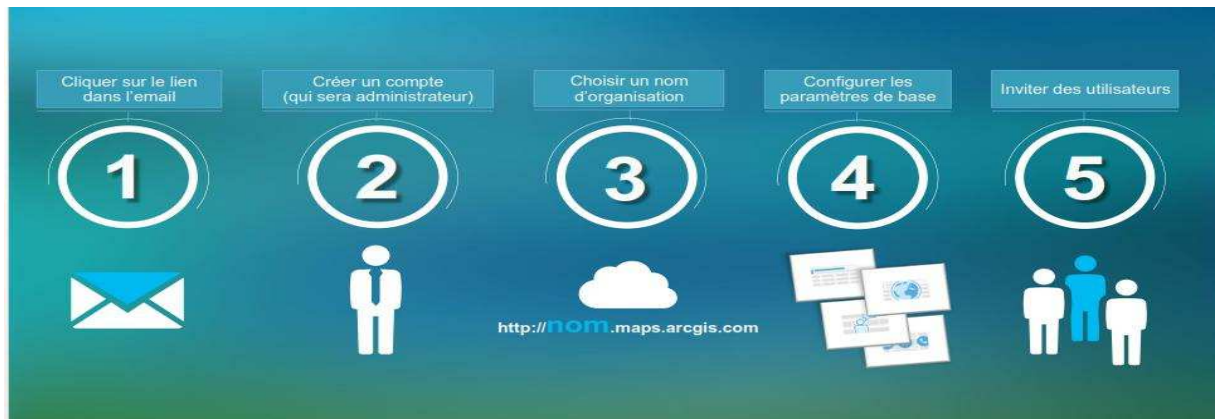 Cliquer sur le lien
dans l'email
1
Créer un compte
(qui sera administrateur)
2
Choisir un nom
d'organisation
3
http://nom.maps.arcgis.com
Configurer les
paramètres de base
4
Inviter des utilisateurs
5